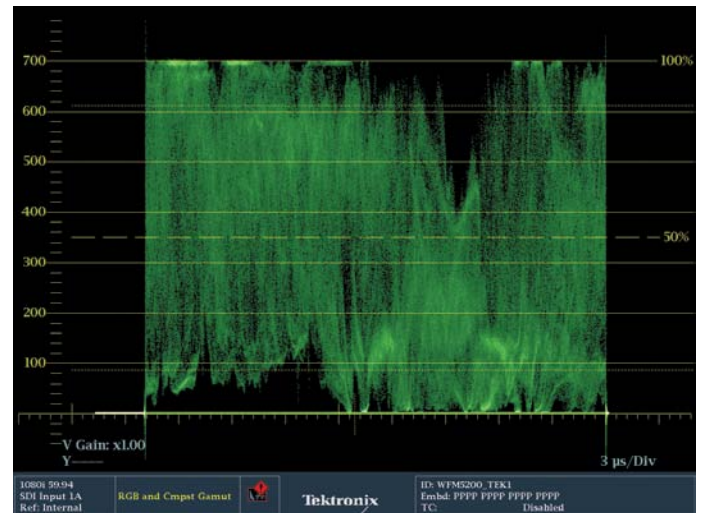 700
100%
600
500
400
50%
300
200
100
V Gain: x1.00
Y
3 µs/Div
1080i 59.94
SDI Input 1A
Ref: Internal
RGB and Cmpst Gamut
Tektronix
ID: WFM5200_TEK1
Embd: PPPP PPPP PPPP PPPP
TC: Disabled